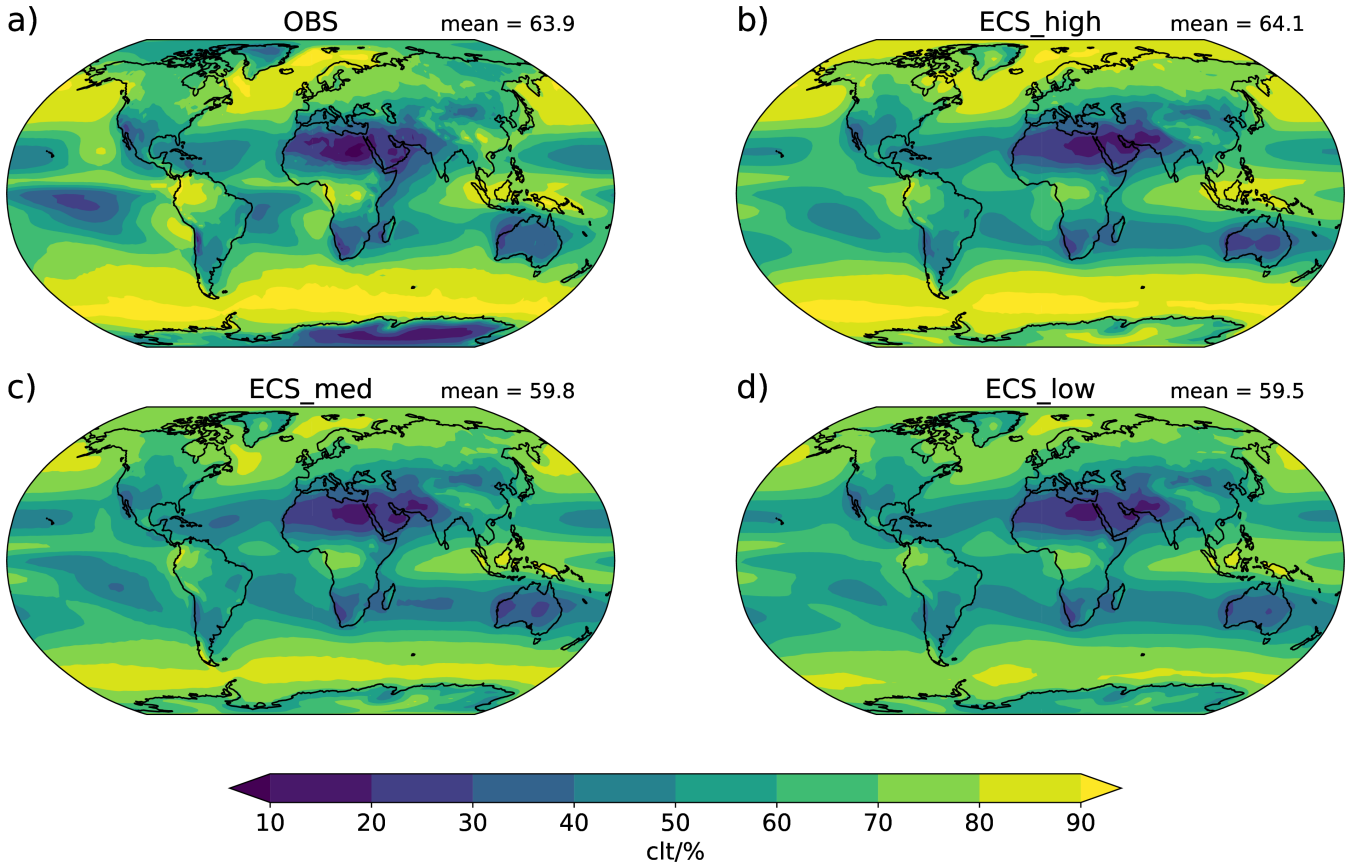 a) OBS mean = 63.9
b) ECS_high mean = 64.1
c) ECS_med mean = 59.8
d) ECS_low mean = 59.5
10 20 30 40 50 60 70 80 90
clt/%